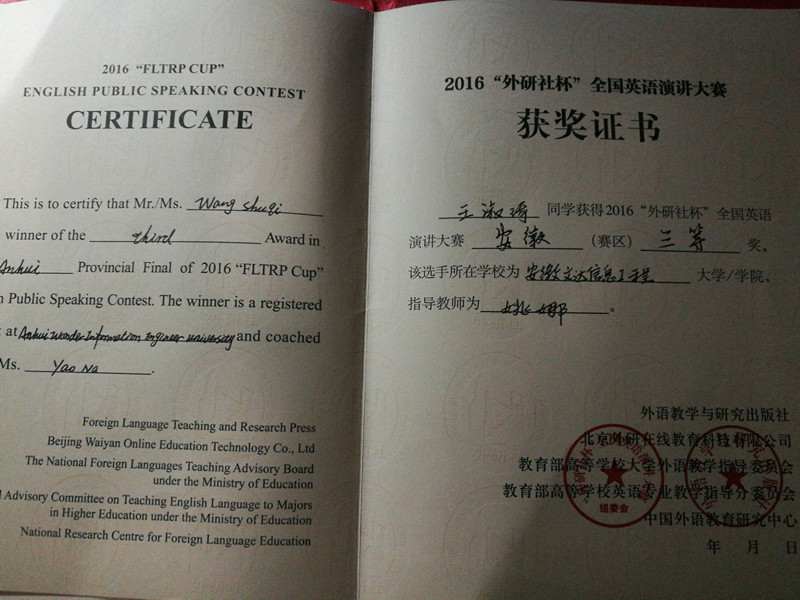 2016 “FLTRP CUP”
ENGLISH PUBLIC SPEAKING CONTEST
CERTIFICATE
This is to certify that Mr./Ms. Wang Shuqi
winner of the third Award in
Anhui Provincial Final of 2016 “FLTRP Cup”
Public Speaking Contest. The winner is a registered
at Anhui Wonder Information Engineer university and coached
Ms. Yao Na.
Foreign Language Teaching and Research Press
Beijing Waiyan Online Education Technology Co., Ltd
The National Foreign Languages Teaching Advisory Board
under the Ministry of Education
Advisory Committee on Teaching English Language to Majors
in Higher Education under the Ministry of Education
National Research Centre for Foreign Language Education
2016“外研社杯”全国英语演讲大赛
获奖证书
王淑琦 同学获得2016“外研社杯”全国英语
演讲大赛 安徽 (赛区) 三等 奖。
该选手所在学校为 安徽文达信息工程 大学/学院、
指导教师为 姚娜。
外语教学与研究出版社
北京外研在线教育科技有限公司
教育部高等学校大学外语教学指导委员会
教育部高等学校英语专业教学指导分委员会
中国外语教育研究中心
年 月 日
组委会